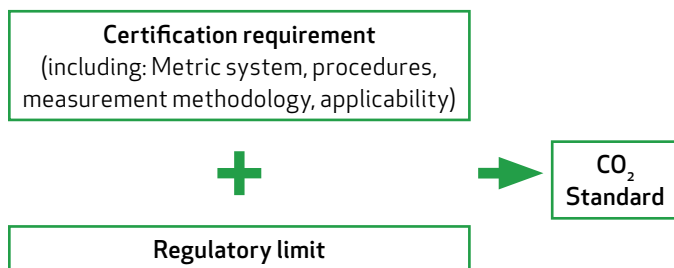 Certification requirement
(including: Metric system, procedures,
measurement methodology, applicability)
+
CO₂
Standard
Regulatory limit